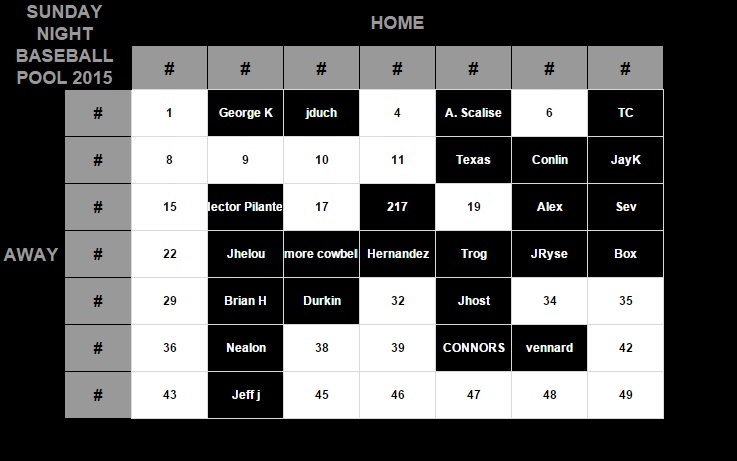 SUNDAY
NIGHT
BASEBALL
POOL 2015
HOME
# # # # # # #
# 1 George K jduch 4 A. Scalise 6 TC
# 8 9 10 11 Texas Conlin JayK
# 15 lector Pilante 17 217 19 Alex Sev
AWAY # 22 Jhelou more cowbell Hernandez Trog JRyse Box
# 29 Brian H Durkin 32 Jhost 34 35
# 36 Nealon 38 39 CONNORS vennard 42
# 43 Jeff j 45 46 47 48 49